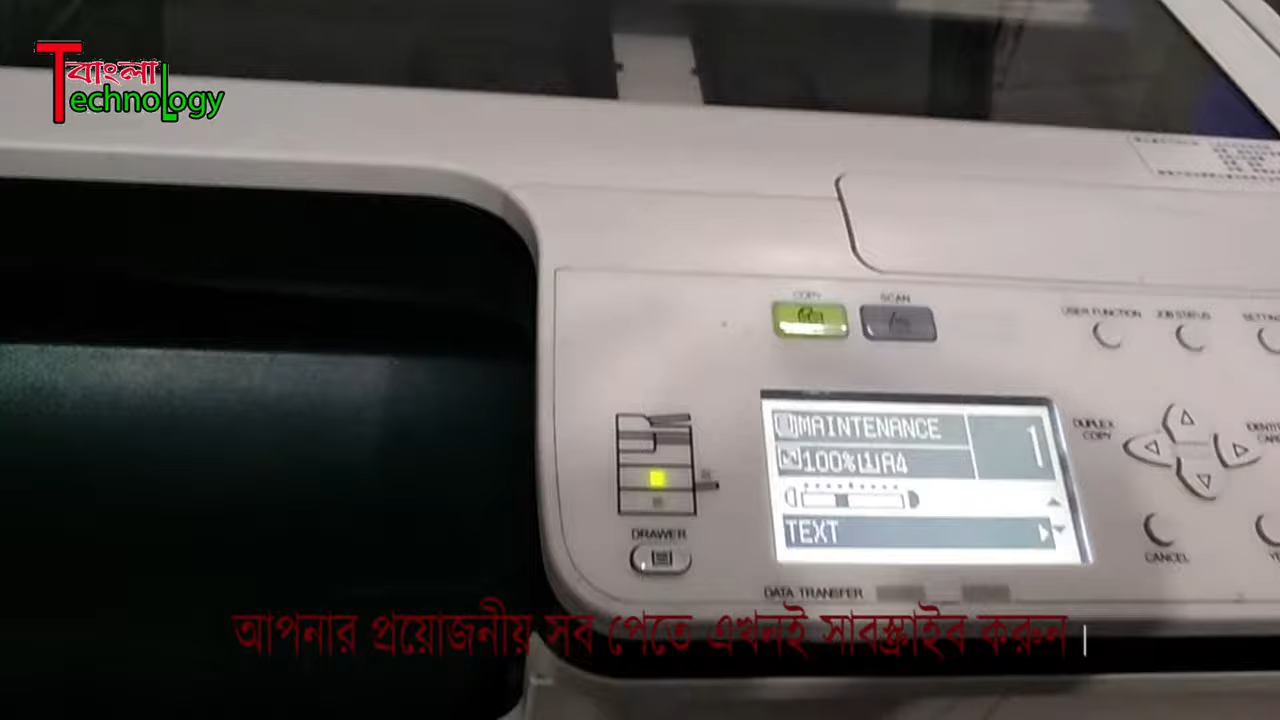 বাংলা
Technology
COPY
SCAN
USER FUNCTION
JOB STATUS
MAINTENANCE
1
100% A4
TEXT
DUPLEX
COPY
CANCEL
DRAWER
DATA TRANSFER
আপনার প্রয়োজনীয় সব পেতে এখনই সাবস্ক্রাইব করুন।